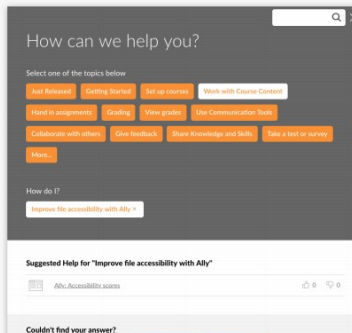 How can we help you?
Select one of the topics below
Just Released Getting Started Set up courses Work with Course Content
Hand in assignments Grading View grades Use Communication Tools
Collaborate with others Give feedback Share Knowledge and Skills Take a test or survey
More...
How do I?
Improve file accessibility with Ally ×
Suggested Help for "Improve file accessibility with Ally"
Ally: Accessibility scores 0 0
Couldn't find your answer?